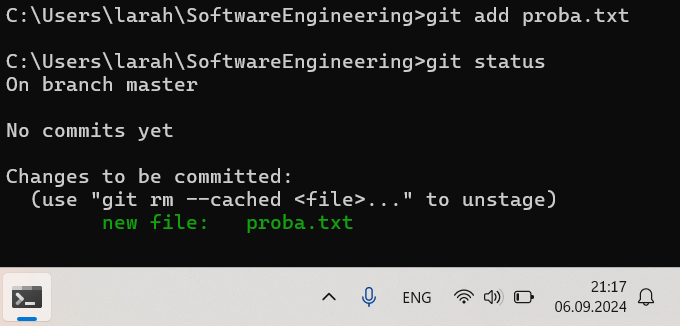 C:\Users\larah\SoftwareEngineering>git add proba.txt
C:\Users\larah\SoftwareEngineering>git status
On branch master
No commits yet
Changes to be committed:
  (use "git rm --cached <file>..." to unstage)
        new file:   proba.txt
ENG
21:17
06.09.2024